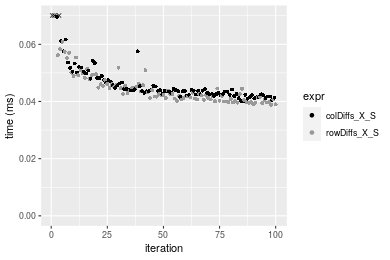 0.06
0.04
0.02
0.00
time (ms)
0
25
50
75
100
iteration
expr
colDiffs_X_S
rowDiffs_X_S